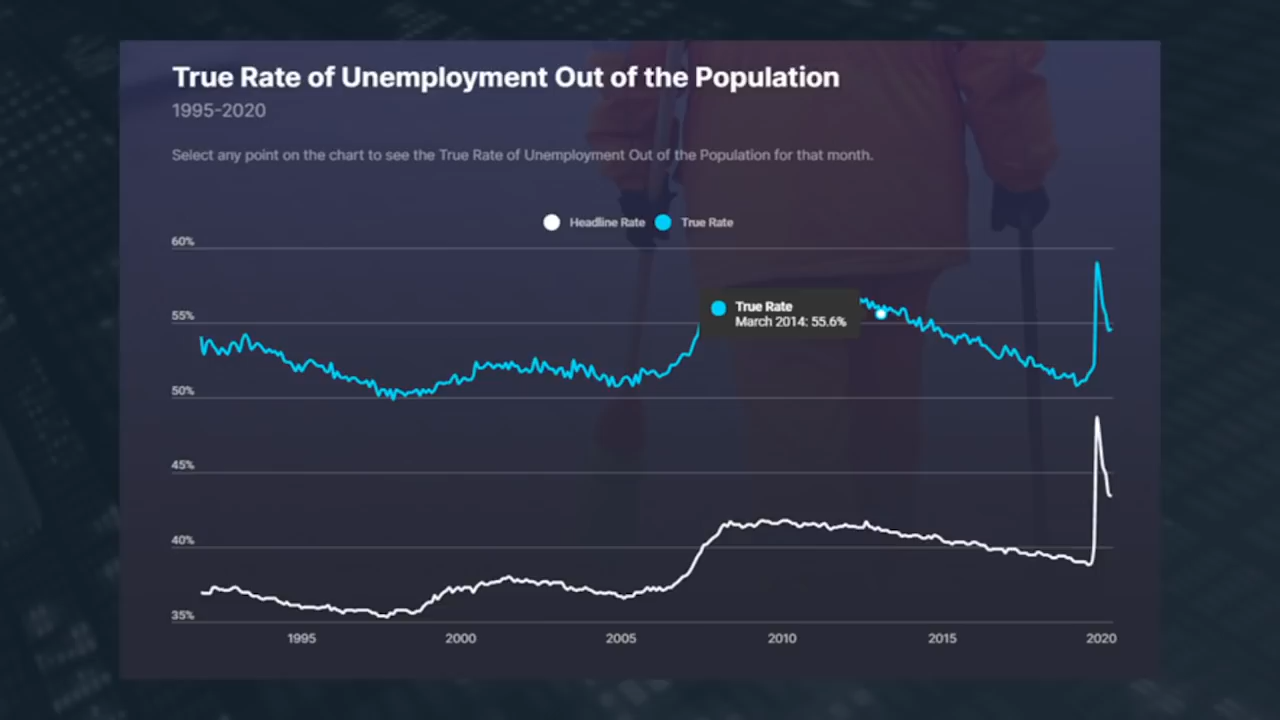 True Rate of Unemployment Out of the Population
1995-2020
Select any point on the chart to see the True Rate of Unemployment Out of the Population for that month.
Headline Rate True Rate
60%
True Rate
March 2014: 55.6%
55%
50%
45%
40%
35%
1995 2000 2005 2010 2015 2020